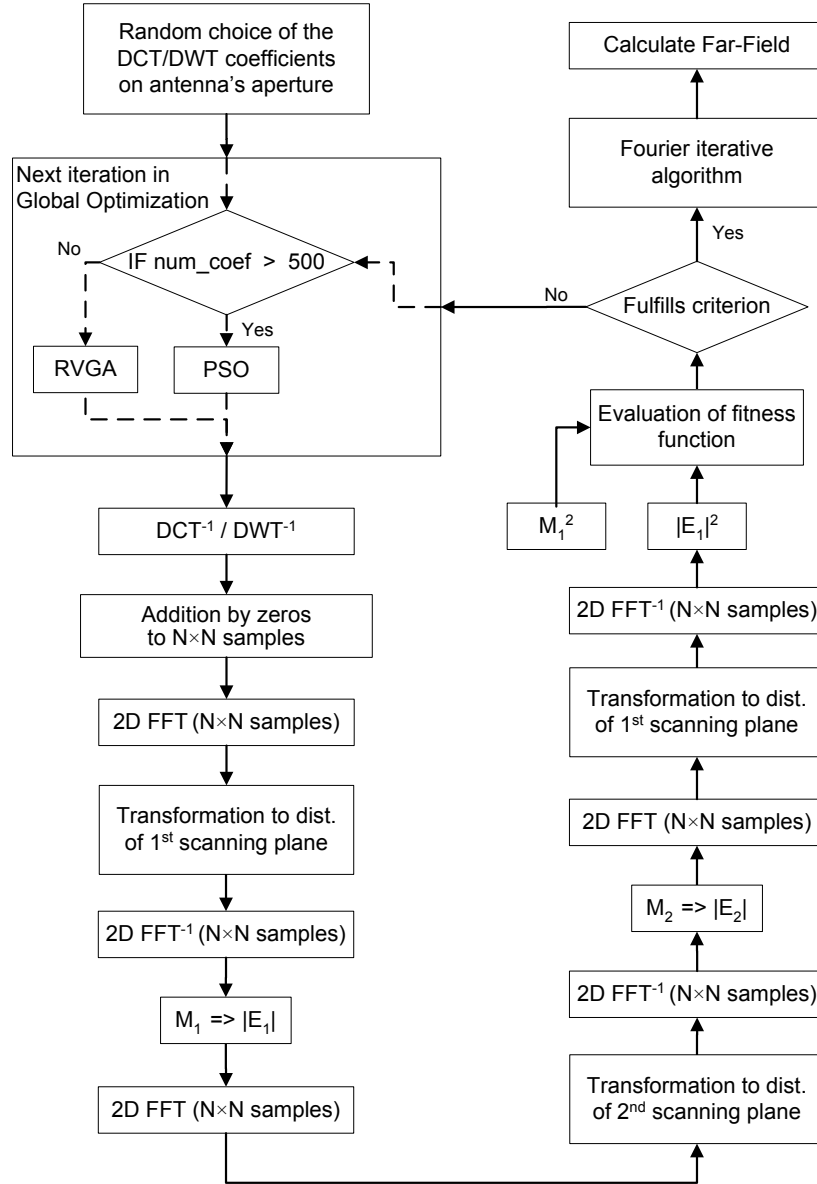 Random choice of the
DCT/DWT coefficients
on antenna's aperture
Next iteration in
Global Optimization
No
IF num_coef > 500
Yes
RVGA
PSO
DCT⁻¹ / DWT⁻¹
Addition by zeros
to N×N samples
2D FFT (N×N samples)
Transformation to dist.
of 1ˢᵗ scanning plane
2D FFT⁻¹ (N×N samples)
M₁ => |E₁|
2D FFT (N×N samples)
Transformation to dist.
of 2ⁿᵈ scanning plane
2D FFT⁻¹ (N×N samples)
M₂ => |E₂|
2D FFT (N×N samples)
Transformation to dist.
of 1ˢᵗ scanning plane
2D FFT⁻¹ (N×N samples)
M₁²
|E₁|²
Evaluation of fitness
function
Fulfills criterion
No
Yes
Fourier iterative
algorithm
Calculate Far-Field